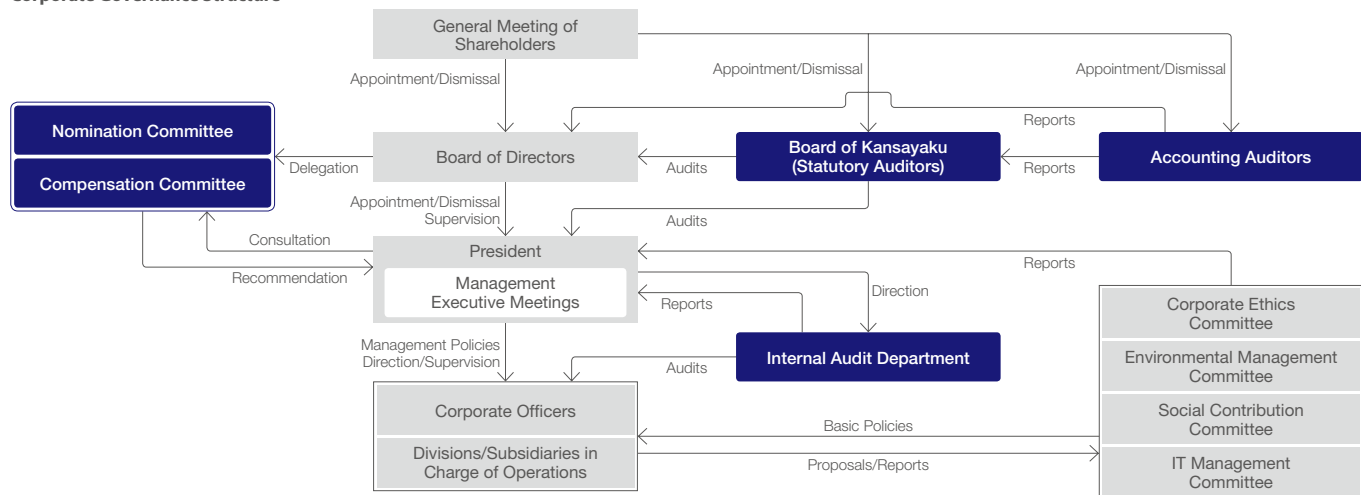 Corporate Governance Structure
General Meeting of
Shareholders
Appointment/Dismissal
Appointment/Dismissal
Appointment/Dismissal
Nomination Committee
Compensation Committee
Delegation
Board of Directors
Audits
Board of Kansayaku
(Statutory Auditors)
Reports
Reports
Accounting Auditors
Appointment/Dismissal
Supervision
Audits
Consultation
Recommendation
President
Management
Executive Meetings
Reports
Direction
Reports
Management Policies
Direction/Supervision
Audits
Internal Audit Department
Corporate Ethics
Committee
Environmental Management
Committee
Social Contribution
Committee
IT Management
Committee
Corporate Officers
Divisions/Subsidiaries in
Charge of Operations
Basic Policies
Proposals/Reports